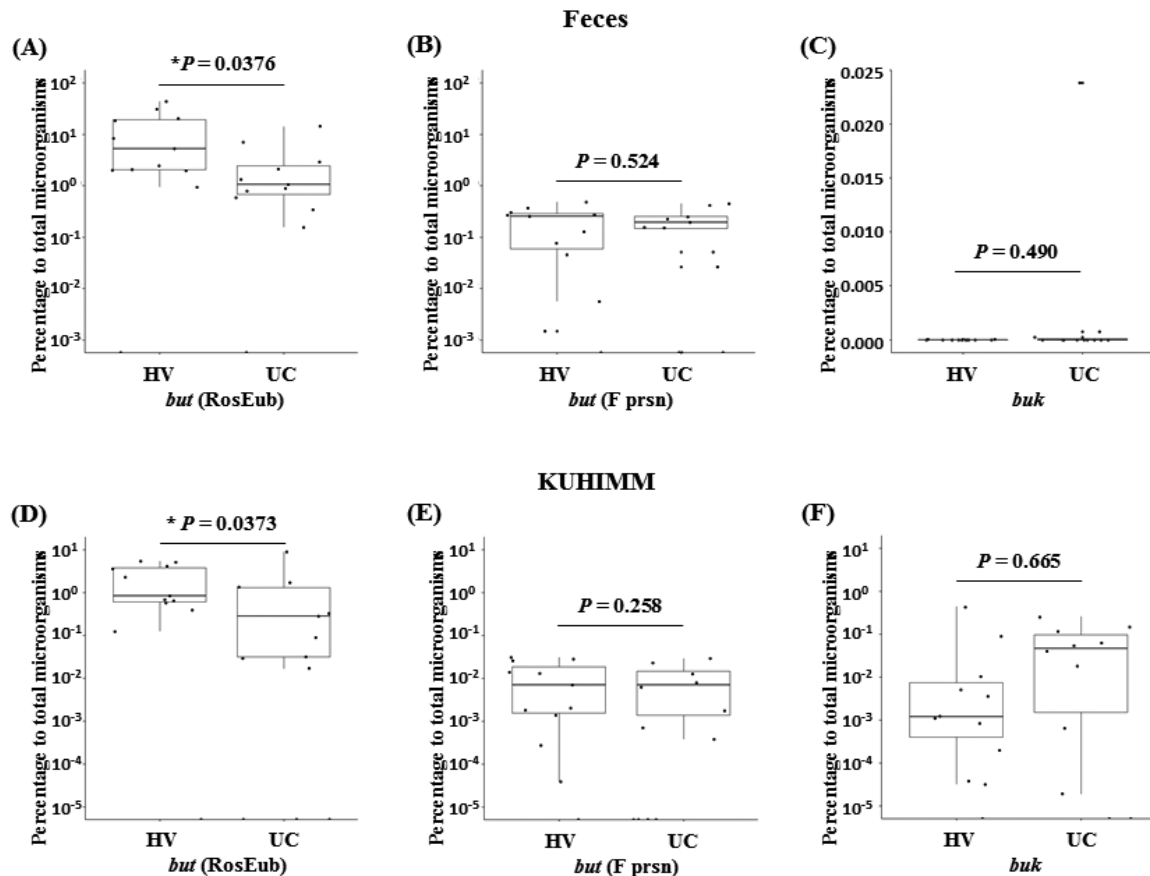 Feces
(A)
*P = 0.0376
Percentage to total microorganisms
10²
10¹
10⁰
10⁻¹
10⁻²
10⁻³
HV UC
but (RosEub)
(B)
P = 0.524
Percentage to total microorganisms
10²
10¹
10⁰
10⁻¹
10⁻²
10⁻³
HV UC
but (F prsn)
(C)
P = 0.490
Percentage to total microorganisms
0.025
0.020
0.015
0.010
0.005
0.000
HV UC
buk
KUHIMM
(D)
* P = 0.0373
Percentage to total microorganisms
10¹
10⁰
10⁻¹
10⁻²
10⁻³
10⁻⁴
10⁻⁵
HV UC
but (RosEub)
(E)
P = 0.258
Percentage to total microorganisms
10¹
10⁰
10⁻¹
10⁻²
10⁻³
10⁻⁴
10⁻⁵
HV UC
but (F prsn)
(F)
P = 0.665
Percentage to total microorganisms
10¹
10⁰
10⁻¹
10⁻²
10⁻³
10⁻⁴
10⁻⁵
HV UC
buk